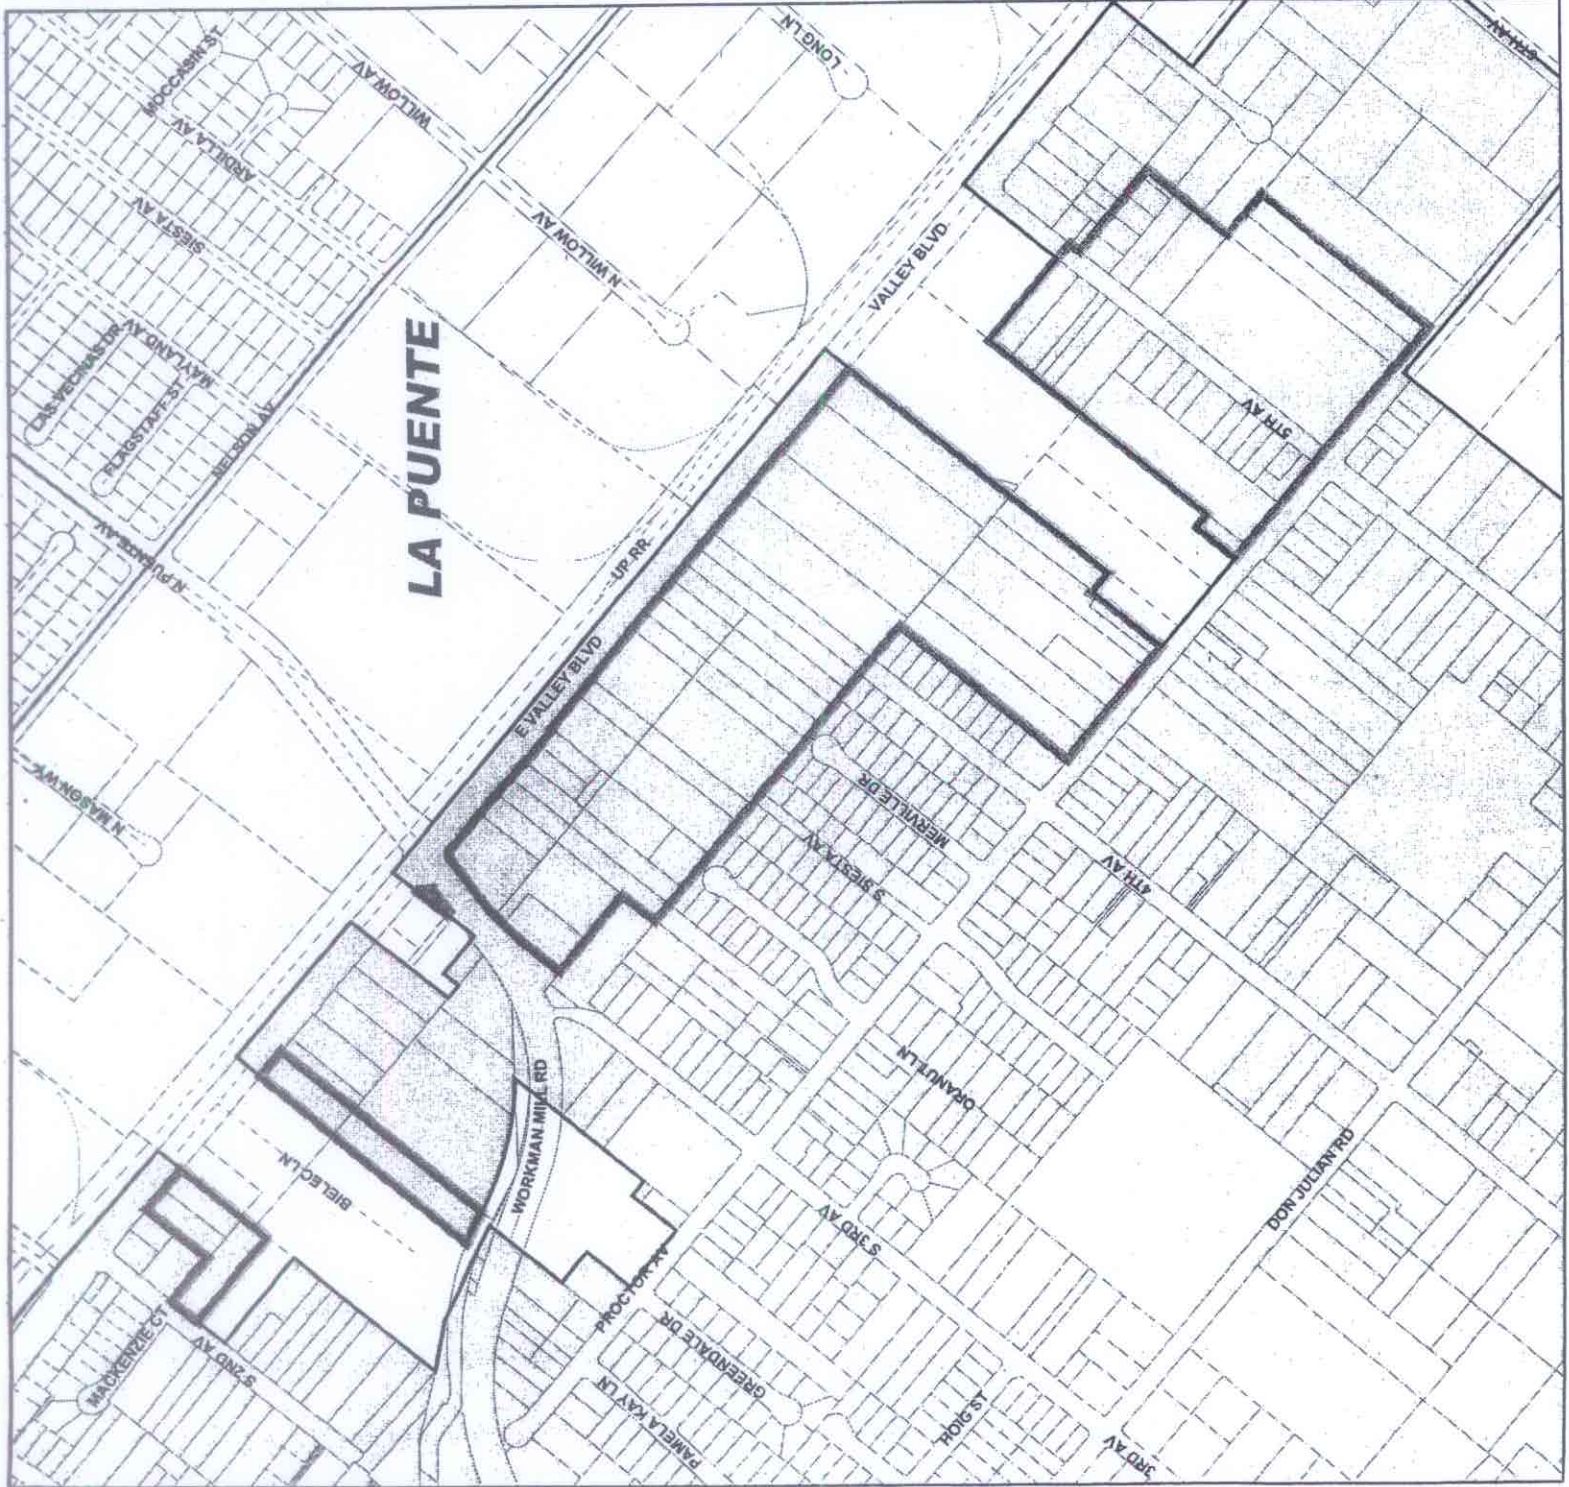 MOCCASIN ST
WILLOW AV
ARDILLA AV
SIESTA AV
LAS VECINAS DR
MAYLAND AV
FLAGSTAFF ST
NELSON AV
N PUENTE AV
N MASON WY
LONG LN
N WILLOW AV
LA PUENTE
VALLEY BLVD
UP RR
E VALLEY BLVD
5TH AV
MERVILLE DR
S SIESTA AV
4TH AV
ORANUT LN
DON JULIAN RD
WORKMAN MILL RD
BIELEC LN
S 3RD AV
PROCTOR AV
GREENDALE DR
PAMELA KAY LN
HOIG ST
3RD AV
MACKENZIE CT
S 2ND AV